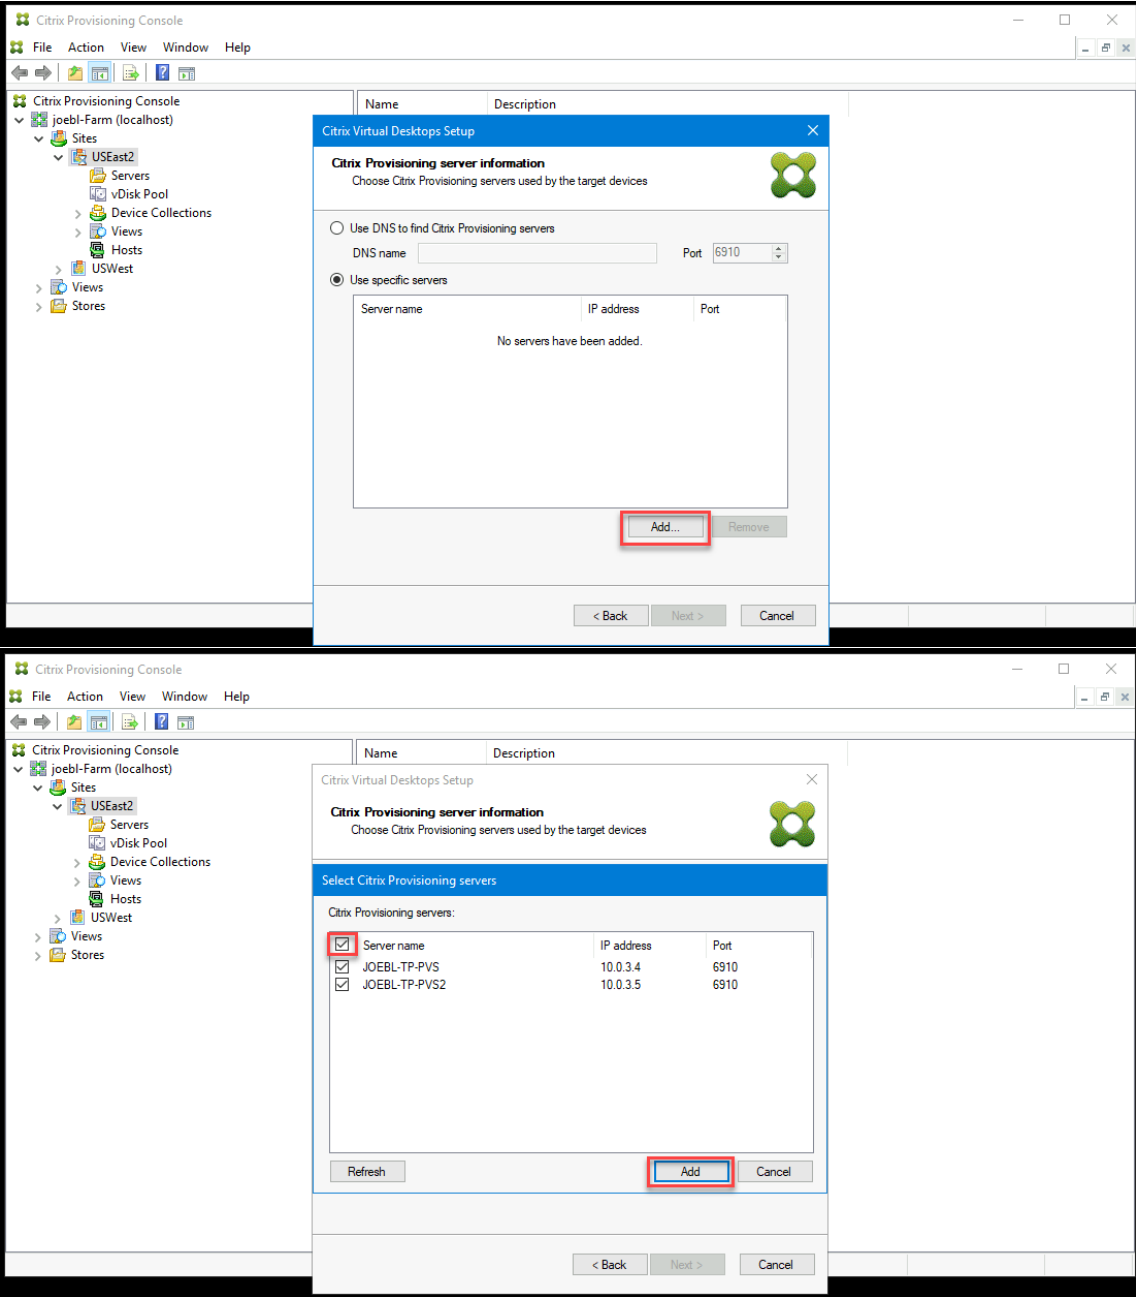 Citrix Provisioning Console
File Action View Window Help
Citrix Provisioning Console
joebl-Farm (localhost)
Sites
USEast2
Servers
vDisk Pool
Device Collections
Views
Hosts
USWest
Views
Stores
Name Description
Citrix Virtual Desktops Setup
Citrix Provisioning server information
Choose Citrix Provisioning servers used by the target devices
Use DNS to find Citrix Provisioning servers
DNS name Port 6910
Use specific servers
Server name IP address Port
No servers have been added.
Add... Remove
< Back Next > Cancel
Citrix Provisioning Console
File Action View Window Help
Citrix Provisioning Console
joebl-Farm (localhost)
Sites
USEast2
Servers
vDisk Pool
Device Collections
Views
Hosts
USWest
Views
Stores
Name Description
Citrix Virtual Desktops Setup
Citrix Provisioning server information
Choose Citrix Provisioning servers used by the target devices
Select Citrix Provisioning servers
Citrix Provisioning servers:
Server name IP address Port
JOEBL-TP-PVS 10.0.3.4 6910
JOEBL-TP-PVS2 10.0.3.5 6910
Refresh Add Cancel
< Back Next > Cancel